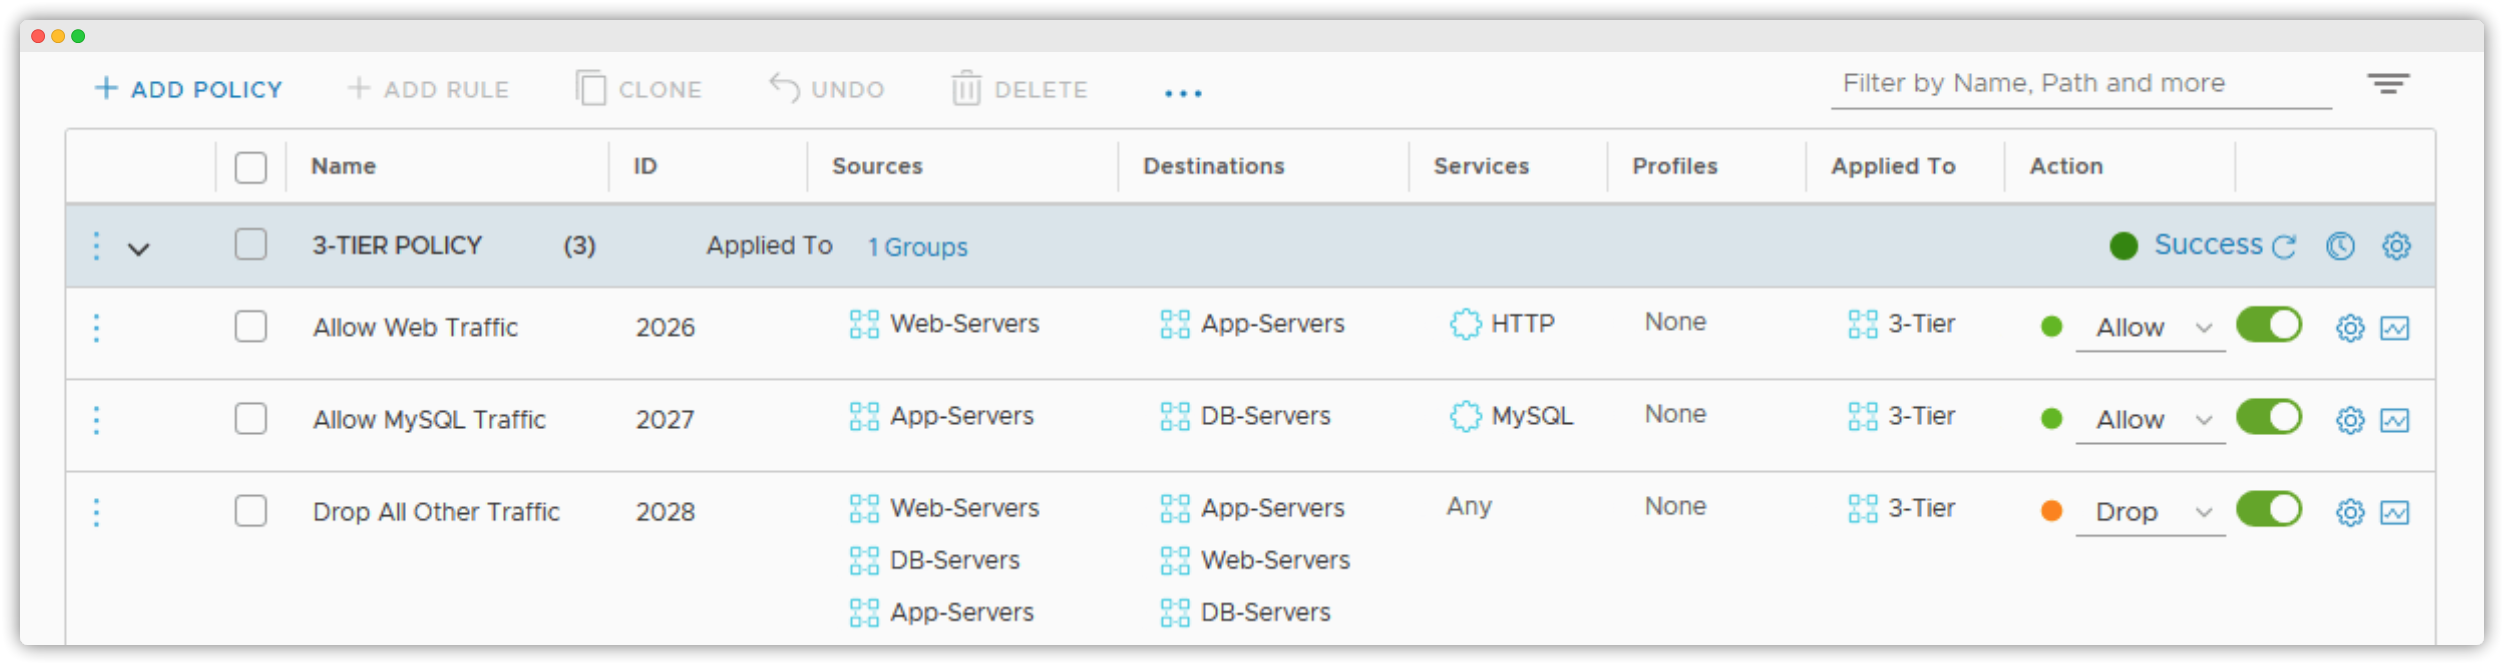 ADD POLICY ADD RULE CLONE UNDO DELETE ... Filter by Name, Path and more
Name ID Sources Destinations Services Profiles Applied To Action
3-TIER POLICY (3) Applied To 1 Groups Success
Allow Web Traffic 2026 Web-Servers App-Servers HTTP None 3-Tier Allow
Allow MySQL Traffic 2027 App-Servers DB-Servers MySQL None 3-Tier Allow
Drop All Other Traffic 2028 Web-Servers App-Servers Any None 3-Tier Drop
DB-Servers Web-Servers
App-Servers DB-Servers